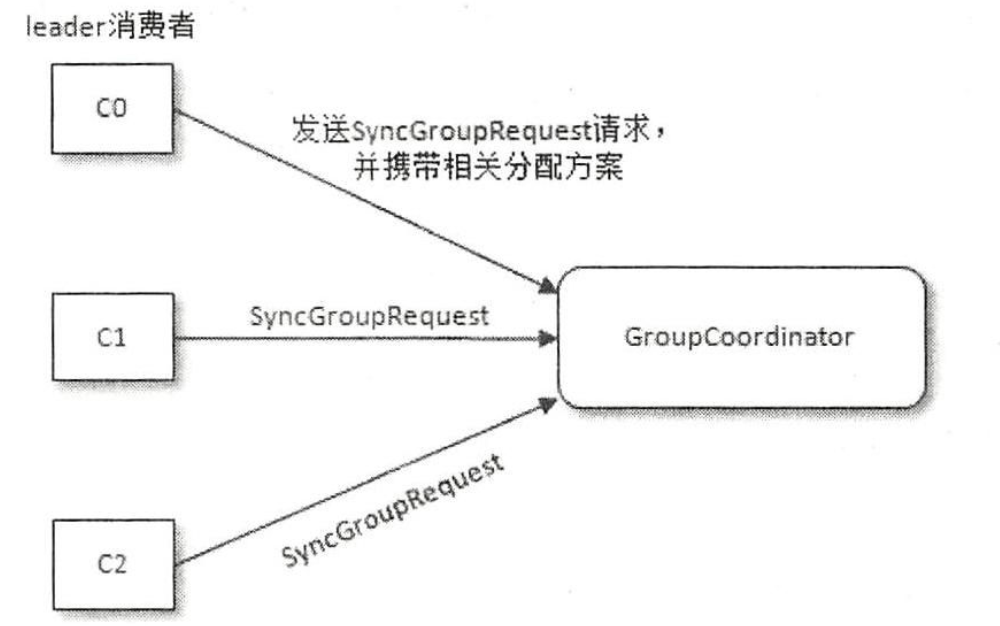 leader消费者
C0
发送SyncGroupRequest请求，
并携带相关分配方案
C1
SyncGroupRequest
GroupCoordinator
SyncGroupRequest
C2